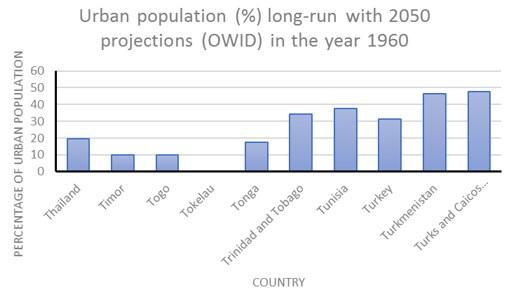 Urban population (%) long-run with 2050
projections (OWID) in the year 1960
PERCENTAGE OF URBAN POPULATION
60
50
40
30
20
10
0
Thailand
Timor
Togo
Tokelau
Tonga
Trinidad and Tobago
Tunisia
Turkey
Turkmenistan
Turks and Caicos...
COUNTRY